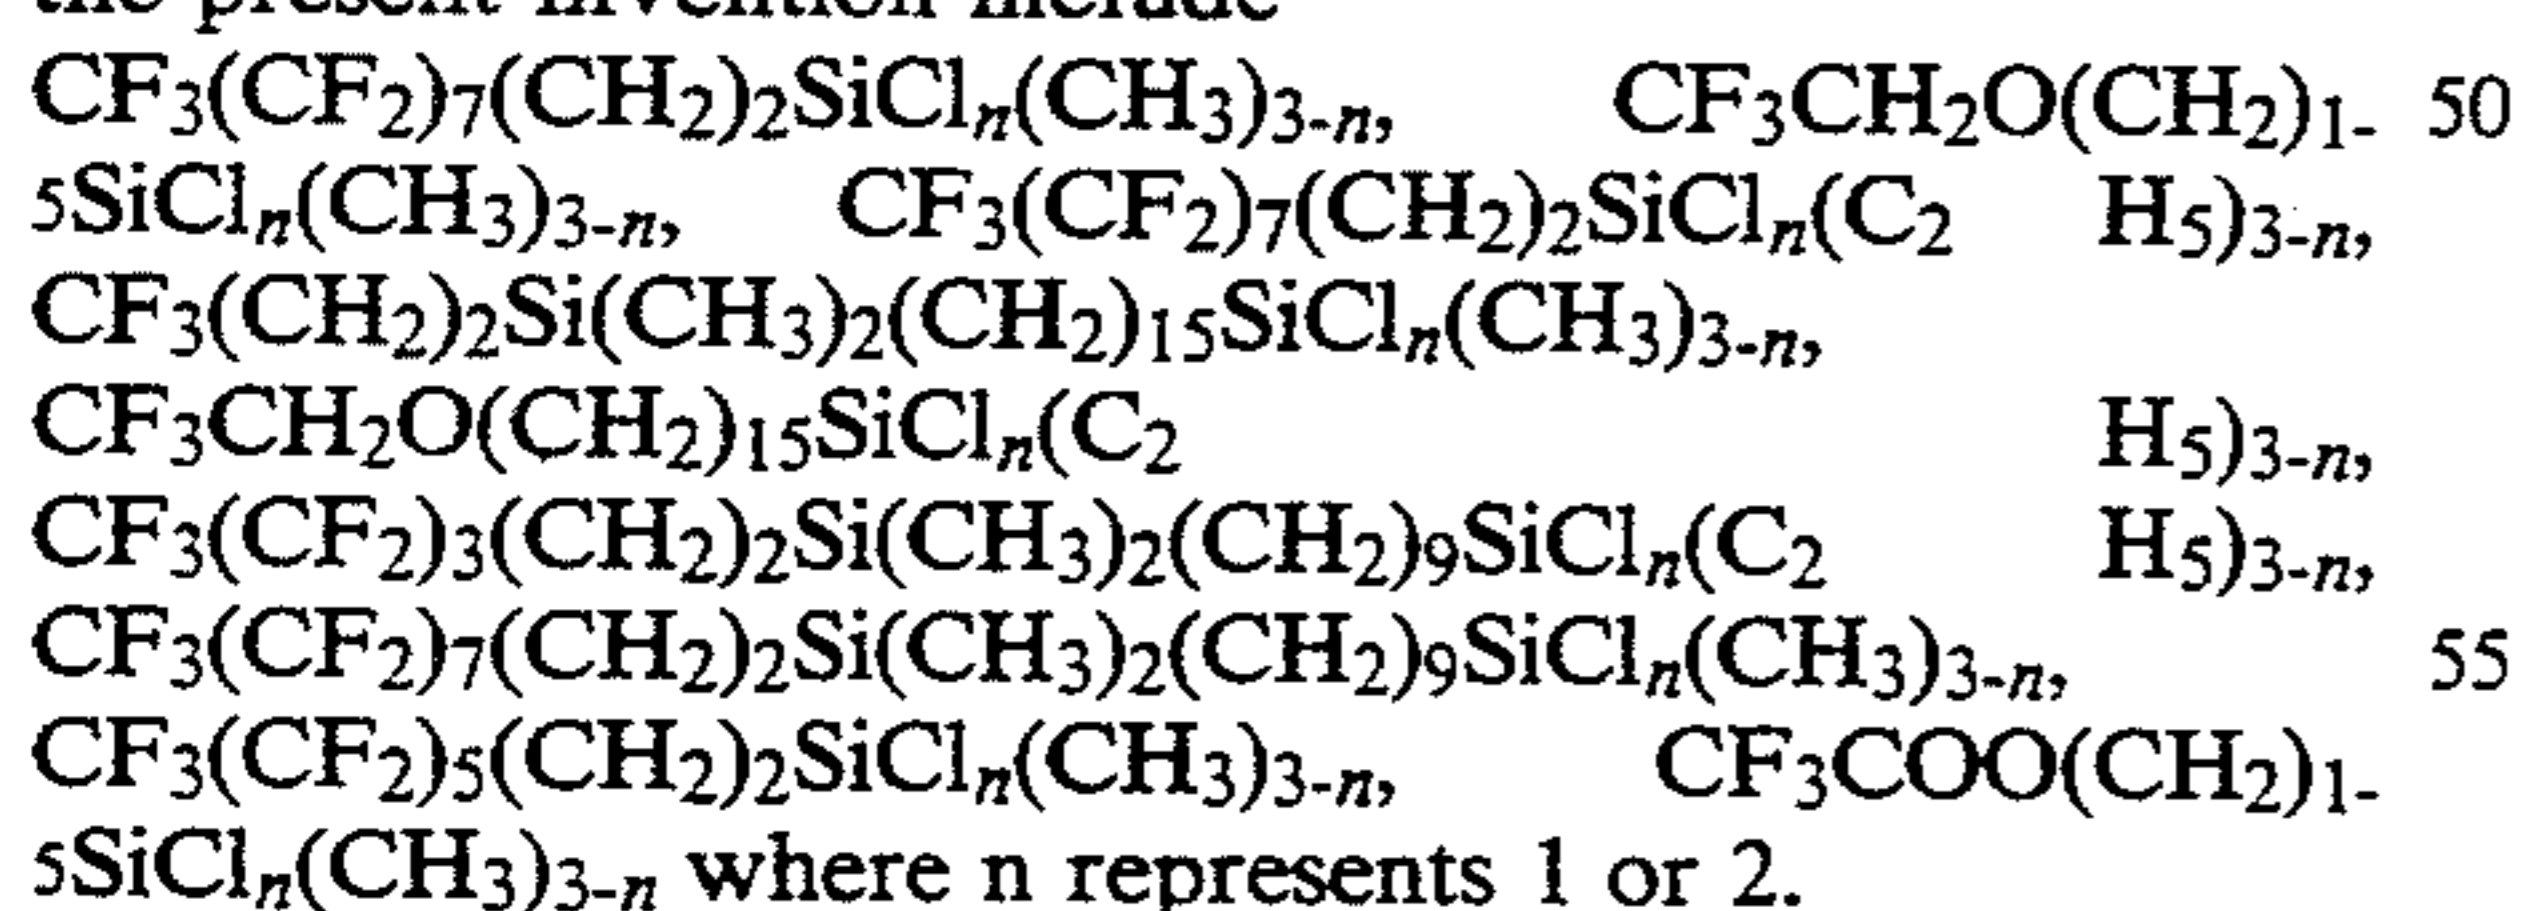 the present invention include
CF₃(CF₂)₇(CH₂)₂SiClₙ(CH₃)₃₋ₙ, CF₃CH₂O(CH₂)₁₋ 50
₅SiClₙ(CH₃)₃₋ₙ, CF₃(CF₂)₇(CH₂)₂SiClₙ(C₂ H₅)₃₋ₙ,
CF₃(CH₂)₂Si(CH₃)₂(CH₂)₁₅SiClₙ(CH₃)₃₋ₙ,
CF₃CH₂O(CH₂)₁₅SiClₙ(C₂ H₅)₃₋ₙ,
CF₃(CF₂)₃(CH₂)₂Si(CH₃)₂(CH₂)₉SiClₙ(C₂ H₅)₃₋ₙ,
CF₃(CF₂)₇(CH₂)₂Si(CH₃)₂(CH₂)₉SiClₙ(CH₃)₃₋ₙ, 55
CF₃(CF₂)₅(CH₂)₂SiClₙ(CH₃)₃₋ₙ, CF₃COO(CH₂)₁₋
₅SiClₙ(CH₃)₃₋ₙ where n represents 1 or 2.